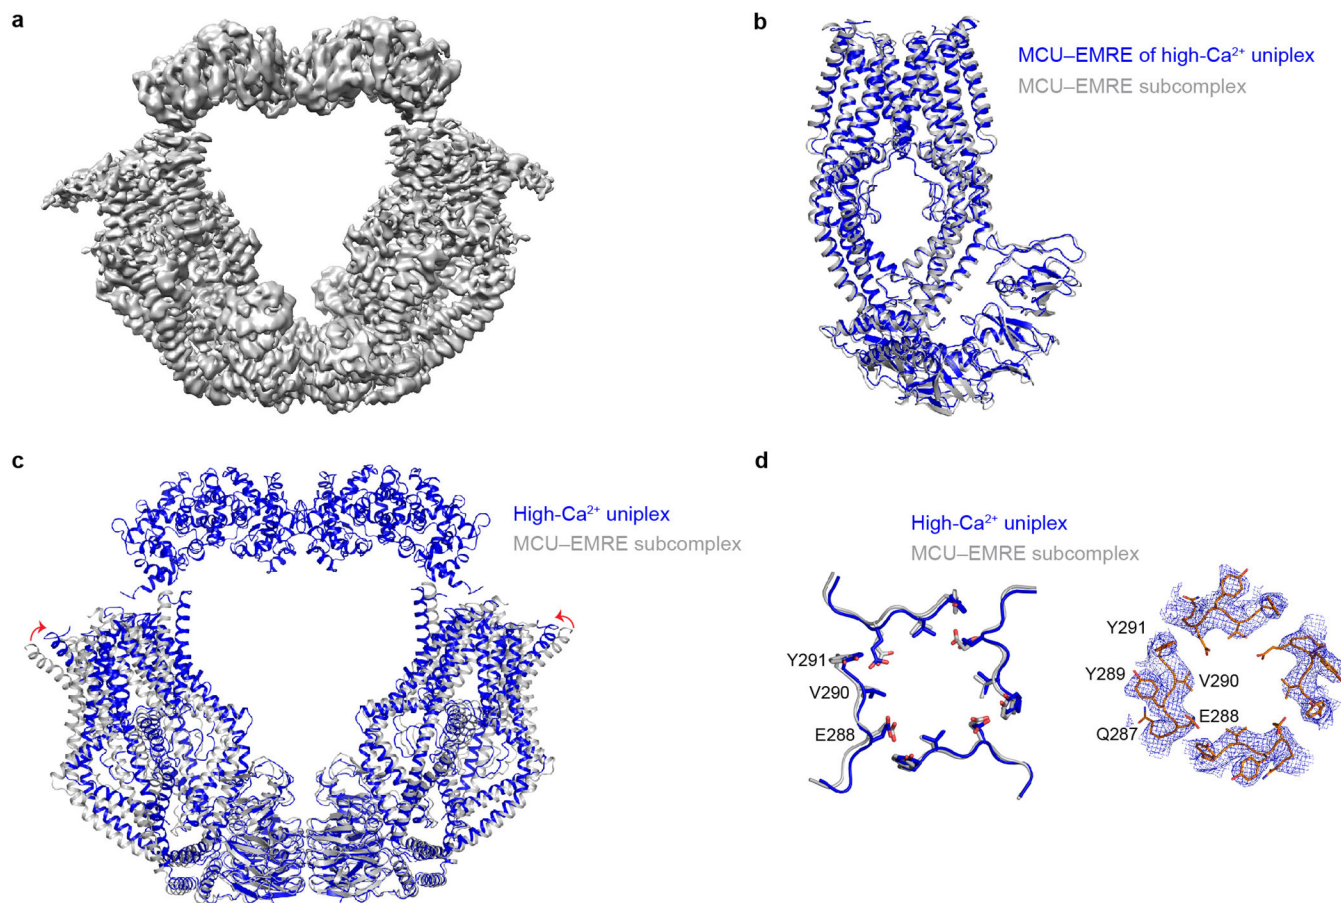 a
b
MCU–EMRE of high-Ca²⁺ uniplex
MCU–EMRE subcomplex
c
High-Ca²⁺ uniplex
MCU–EMRE subcomplex
d
High-Ca²⁺ uniplex
MCU–EMRE subcomplex
Y291
V290
E288
Y291
Y289
V290
E288
Q287